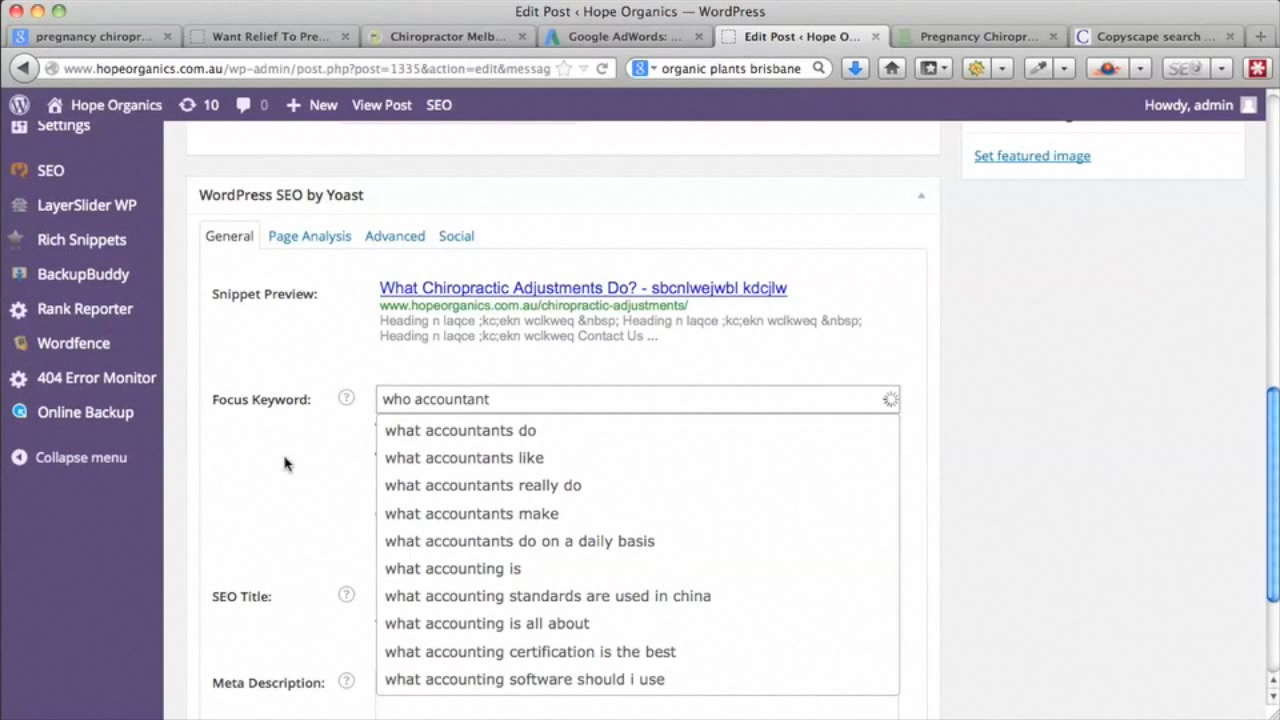 Edit Post ‹ Hope Organics — WordPress
pregnancy chiropr...
Want Relief To Pre...
Chiropractor Melb...
Google AdWords: ...
Edit Post ‹ Hope O...
Pregnancy Chiropr...
Copyscape search ...
www.hopeorganics.com.au/wp-admin/post.php?post=1335&action=edit&messag
organic plants brisbane
SEO
Hope Organics
10
0
New
View Post
SEO
Howdy, admin
Settings
SEO
LayerSlider WP
Rich Snippets
BackupBuddy
Rank Reporter
Wordfence
404 Error Monitor
Online Backup
Collapse menu
Set featured image
WordPress SEO by Yoast
General
Page Analysis
Advanced
Social
Snippet Preview:
What Chiropractic Adjustments Do? - sbcnlwejwbl kdcjlw
www.hopeorganics.com.au/chiropractic-adjustments/
Heading n laqce ;kc;ekn wclkweq &nbsp; Heading n laqce ;kc;ekn wclkweq &nbsp;
Heading n laqce ;kc;ekn wclkweq Contact Us ...
Focus Keyword:
?
who accountant
what accountants do
what accountants like
what accountants really do
what accountants make
what accountants do on a daily basis
what accounting is
what accounting standards are used in china
what accounting is all about
what accounting certification is the best
what accounting software should i use
SEO Title:
?
Meta Description:
?